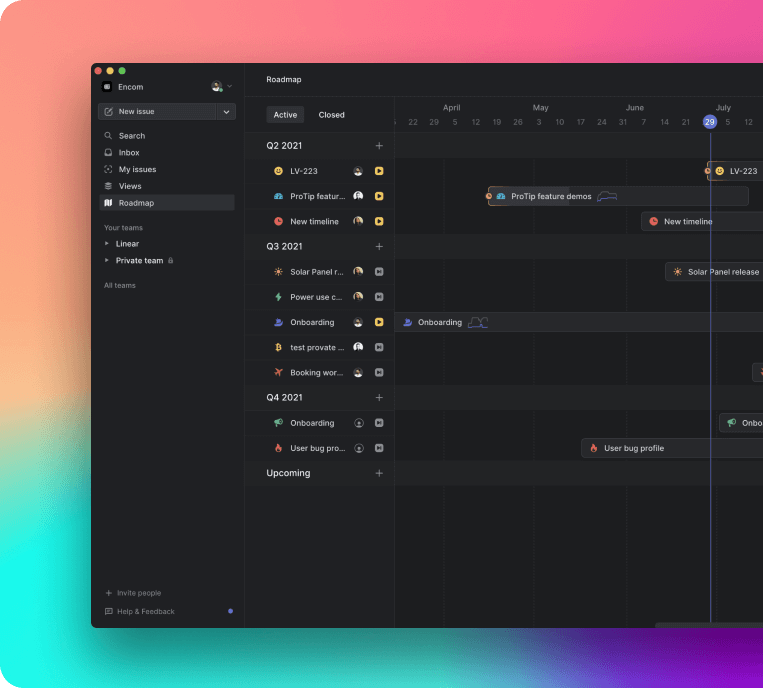 Encom
New issue
Search
Inbox
My issues
Views
Roadmap
Your teams
Linear
Private team
All teams
Invite people
Help & Feedback
Roadmap
Active Closed
April May June July
22 29 5 12 19 26 3 10 17 24 31 7 14 21 29 5 12
Q2 2021
LV-223 LV-223
ProTip featur... ProTip feature demos
New timeline New timeline
Q3 2021
Solar Panel r... Solar Panel release
Power use c...
Onboarding Onboarding
test provate ...
Booking wor...
Q4 2021
Onboarding Onbo
User bug pro... User bug profile
Upcoming